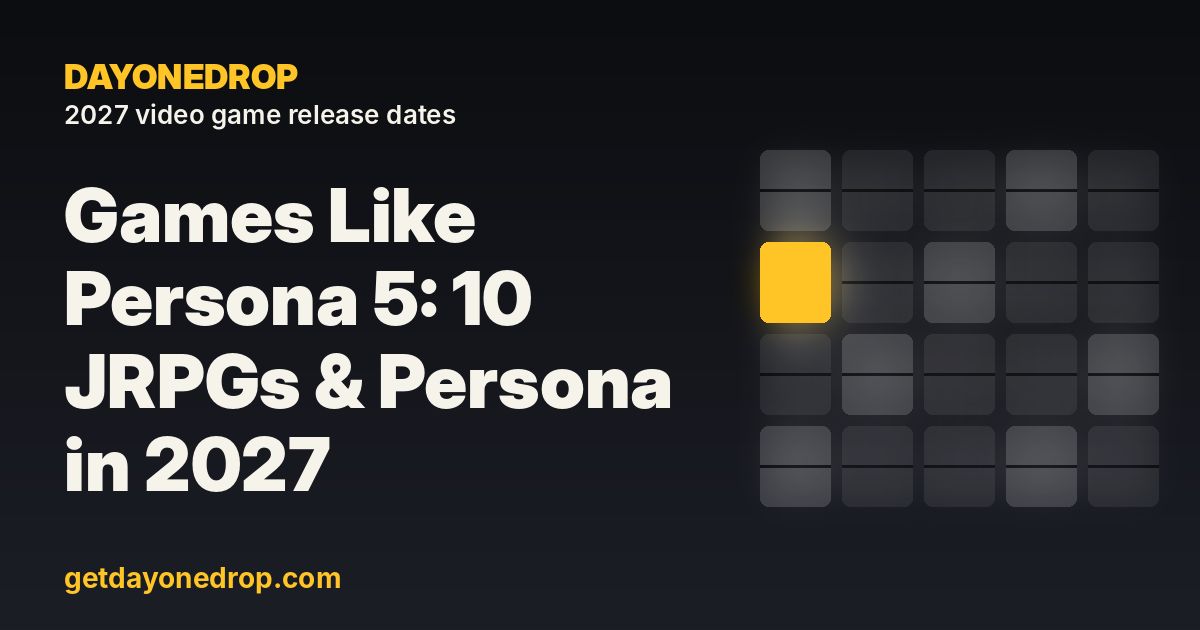 DAYONEDROP
2027 video game release dates
Games Like
Persona 5: 10
JRPGs & Persona
in 2027
getdayonedrop.com